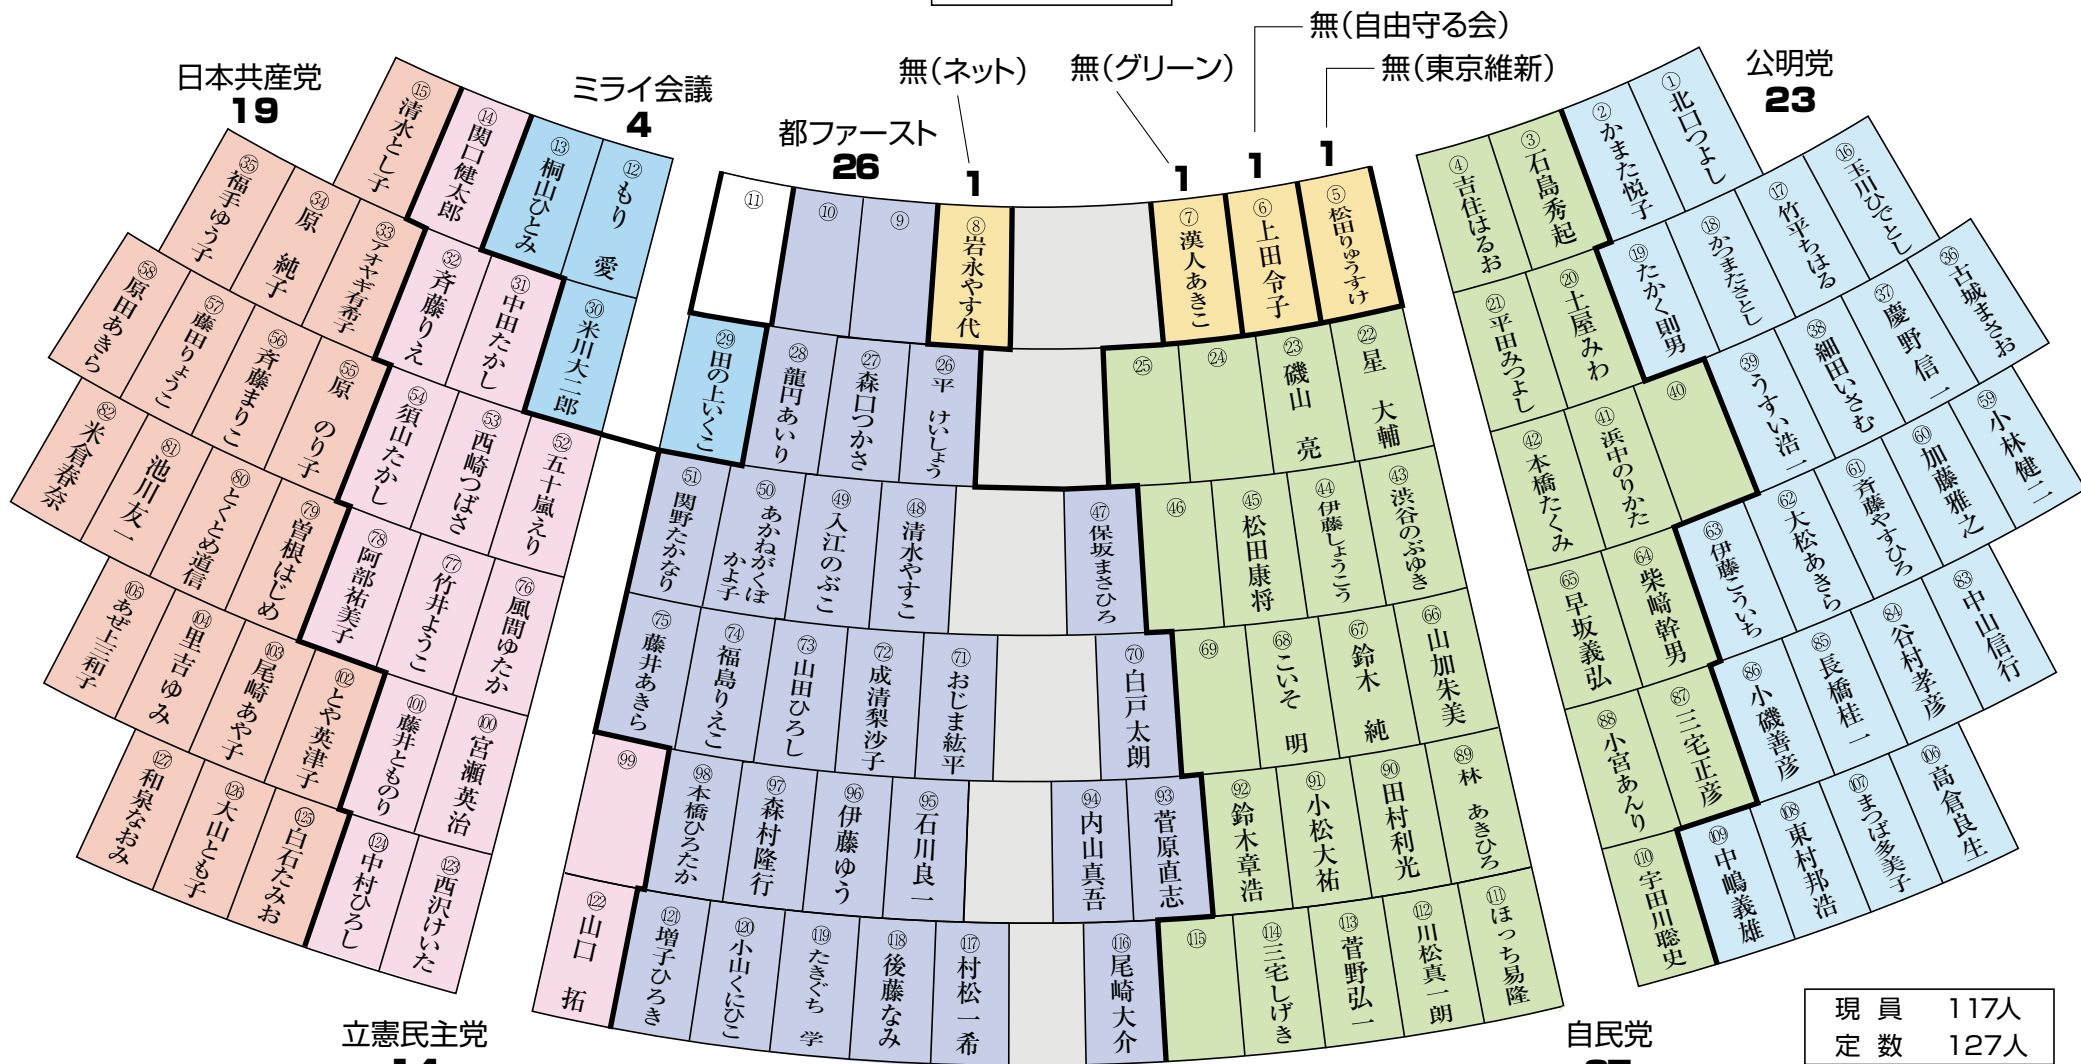 無(自由守る会)
無(ネット)
無(グリーン)
無(東京維新)
日本共産党
19
ミライ会議
4
都ファースト
26
1
1
1
1
公明党
23
①北口つよし
②かまた悦子
③石島秀起
④吉住はるお
⑤松田りゅうすけ
⑥上田令子
⑦漢人あきこ
⑧岩永やす代
⑨
⑩
⑪
⑫もり 愛
⑬桐山ひとみ
⑭関口健太郎
⑮清水とし子
⑯玉川ひでとし
⑰竹平ちはる
⑱かつまたさとし
⑲たかく則男
⑳土屋みわ
㉑平田みつよし
㉒星 大輔
㉓磯山 亮
㉔
㉕
㉖平 けいしょう
㉗森口つかさ
㉘龍円あいり
㉙田の上いくこ
㉚米川大二郎
㉛中田たかし
㉜斉藤りえ
㉝アオヤギ有希子
㉞原 純子
㉟福手ゆう子
㊱古城まさお
㊲慶野信一
㊳細田いさむ
㊴うすい浩一
㊵
㊶浜中のりかた
㊷本橋たくみ
㊸渋谷のぶゆき
㊹伊藤しょうこう
㊺松田康将
㊻
㊼保坂まさひろ
㊽清水やすこ
㊾入江のぶこ
㊿あかねがくぼかよ子
51関野たかなり
52五十嵐えり
53西崎つばさ
54須山たかし
55原 のり子
56斉藤まりこ
57藤田りょうこ
58原田あきら
59小林健二
60加藤雅之
61斉藤やすひろ
62大松あきら
63伊藤こういち
64柴﨑幹男
65早坂義弘
66山加朱美
67鈴木 純
68こいそ 明
69
70白戸太朗
71おじま紘平
72成清梨沙子
73山田ひろし
74福島りえこ
75藤井あきら
76風間ゆたか
77竹井ようこ
78阿部祐美子
79曽根はじめ
80とくとめ道信
81池川友一
82米倉春奈
83中山信行
84谷村孝彦
85長橋桂一
86小磯善彦
87三宅正彦
88小宮あんり
89林 あきひろ
90田村利光
91小松大祐
92鈴木章浩
93菅原直志
94内山真吾
95石川良一
96伊藤ゆう
97森村隆行
98本橋ひろたか
99
100宮瀬英治
101藤井とものり
102とや英津子
103尾崎あや子
104里吉ゆみ
105あぜ上三和子
106高倉良生
107まつば多美子
108東村邦浩
109中嶋義雄
110宇田川聡史
111ほっち易隆
112川松真一朗
113菅野弘一
114三宅しげき
115
116尾崎大介
117村松一希
118後藤なみ
119たきぐち 学
120小山くにひこ
121増子ひろき
122山口 拓
123西沢けいた
124中村ひろし
125白石たみお
126大山とも子
127和泉なおみ
立憲民主党
自民党
現 員 117人
定 数 127人